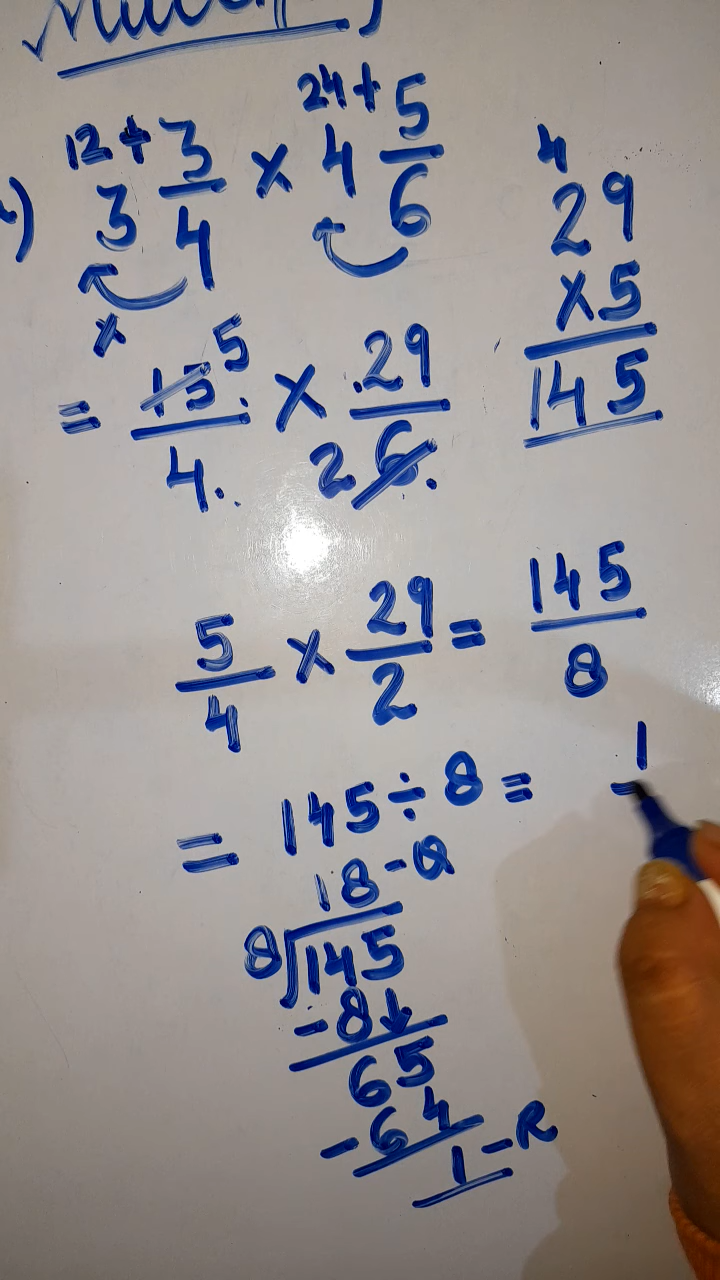 12 + 3 24 + 5
3 3/4 × 4 5/6
×
= 15/4 5 × 29/6 2
4
29
×5
145
5/4 × 29/2 = 145/8
= 145 ÷ 8 = 1
18 - Q
8 145
- 8 ↓
65
- 64
1 - R